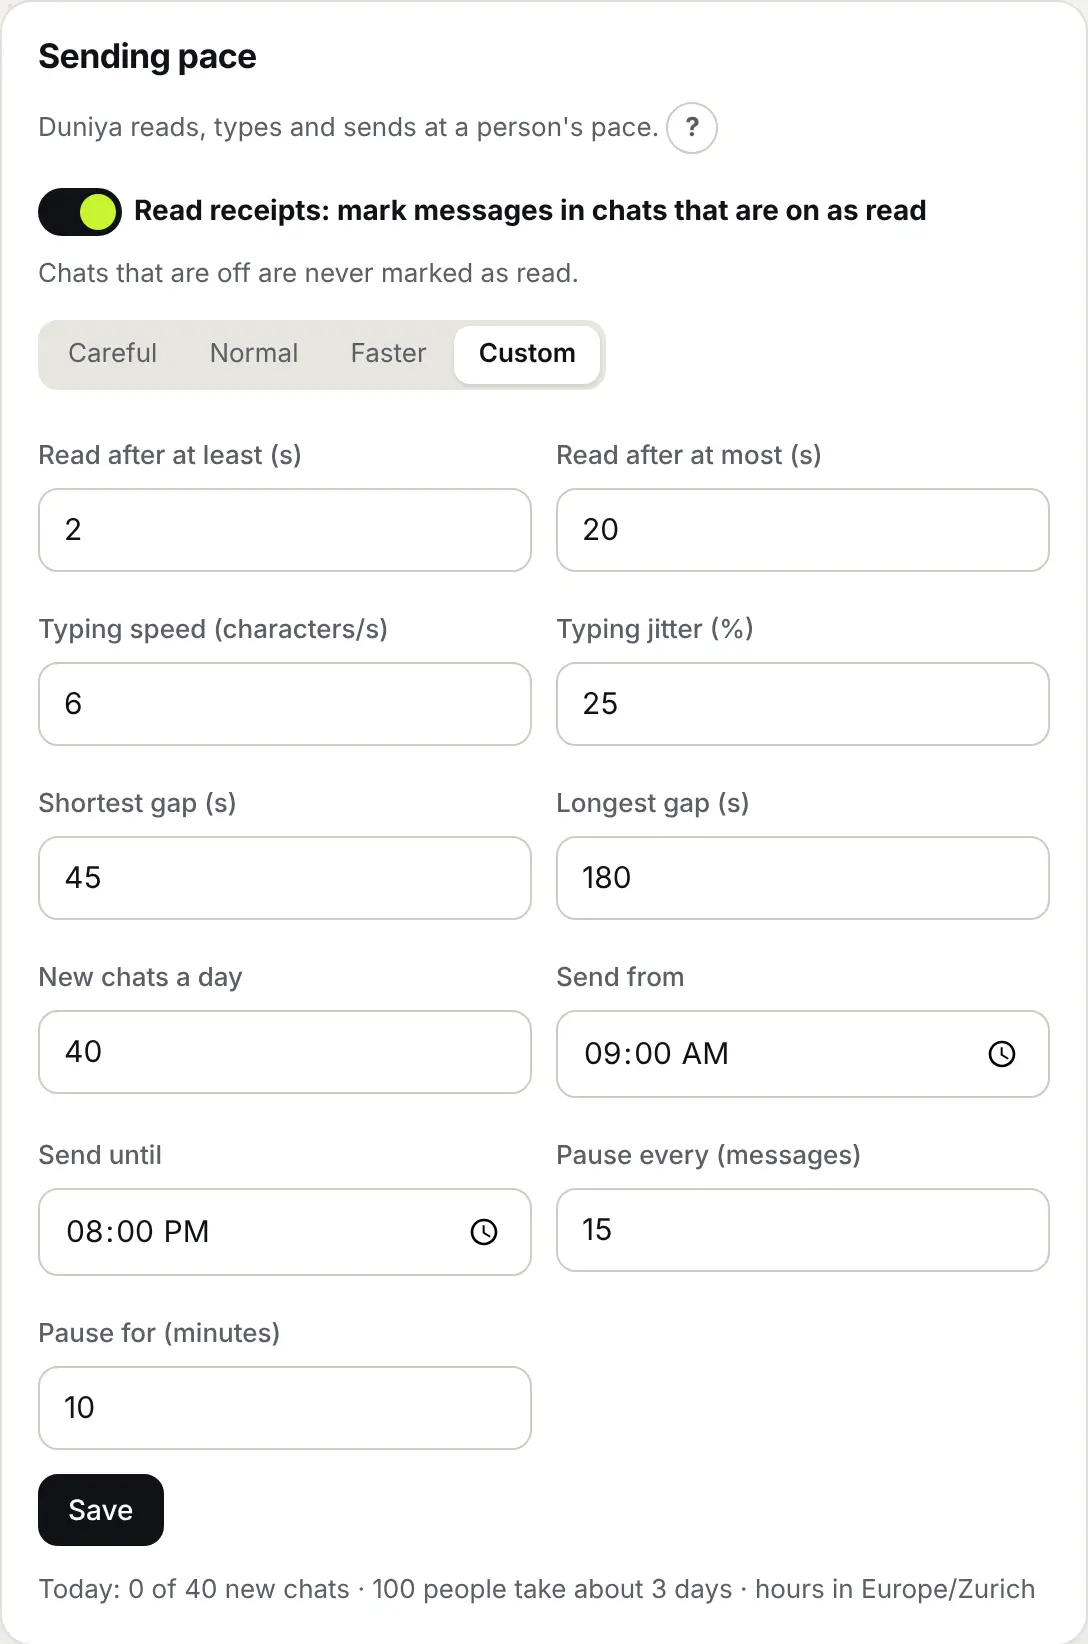 Sending pace
Duniya reads, types and sends at a person's pace. ?
Read receipts: mark messages in chats that are on as read
Chats that are off are never marked as read.
Careful Normal Faster Custom
Read after at least (s) Read after at most (s)
2 20
Typing speed (characters/s) Typing jitter (%)
6 25
Shortest gap (s) Longest gap (s)
45 180
New chats a day Send from
40 09:00 AM
Send until Pause every (messages)
08:00 PM 15
Pause for (minutes)
10
Save
Today: 0 of 40 new chats · 100 people take about 3 days · hours in Europe/Zurich